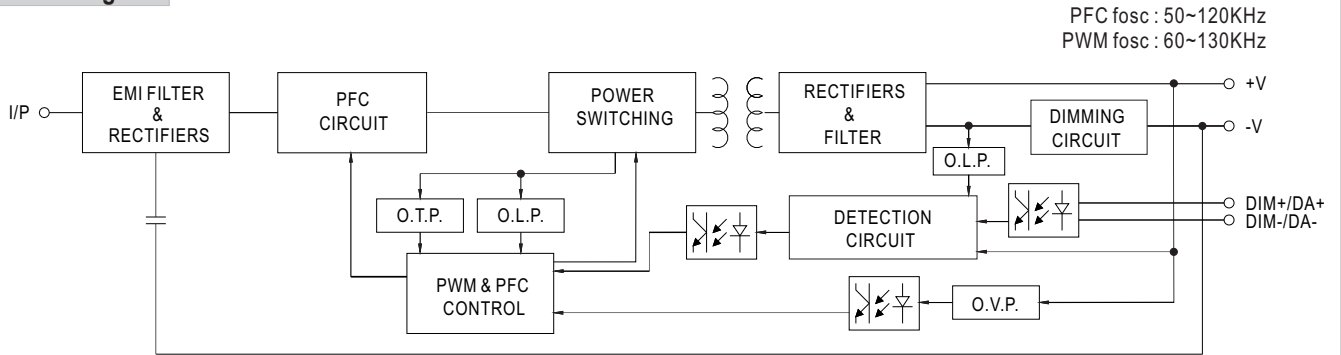 PFC fosc : 50~120KHz
PWM fosc : 60~130KHz
I/P
EMI FILTER
&
RECTIFIERS
PFC
CIRCUIT
POWER
SWITCHING
RECTIFIERS
&
FILTER
+V
DIMMING
CIRCUIT
-V
O.L.P.
O.T.P.
O.L.P.
DETECTION
CIRCUIT
DIM+/DA+
DIM-/DA-
PWM & PFC
CONTROL
O.V.P.